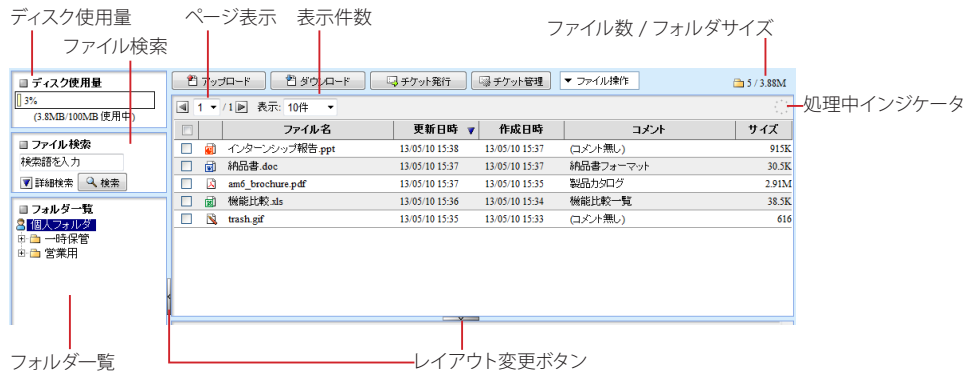 ディスク使用量 ページ表示 表示件数
ファイル数 / フォルダサイズ
ファイル検索
ディスク使用量 アップロード ダウンロード チケット発行 チケット管理 ▼ ファイル操作 5 / 3.88M
3%
1 ▼ / 1 表示: 10件 ▼
処理中インジケータ
(3.8MB/100MB 使用中)
ファイル名 更新日時 ▼ 作成日時 コメント サイズ
ファイル検索
インターンシップ報告.ppt 13/05/10 15:38 13/05/10 15:37 (コメント無し) 915K
検索語を入力
納品書.doc 13/05/10 15:37 13/05/10 15:37 納品書フォーマット 30.5K
▼詳細検索 検索
am6_brochure.pdf 13/05/10 15:37 13/05/10 15:35 製品カタログ 2.91M
機能比較.xls 13/05/10 15:36 13/05/10 15:34 機能比較一覧 38.5K
フォルダ一覧
trash.gif 13/05/10 15:35 13/05/10 15:33 (コメント無し) 616
個人フォルダ
一時保管
営業用
フォルダ一覧 レイアウト変更ボタン